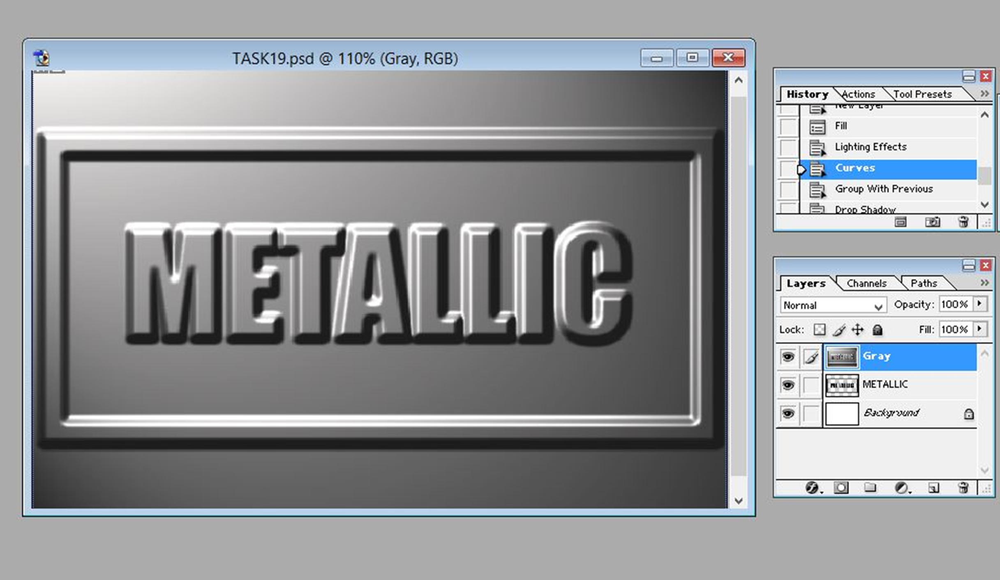 TASK19.psd @ 110% (Gray, RGB)
METALLIC
History Actions Tool Presets
New Layer
Fill
Lighting Effects
Curves
Group With Previous
Drop Shadow
Layers Channels Paths
Normal Opacity: 100%
Lock: Fill: 100%
Gray
METALLIC
Background